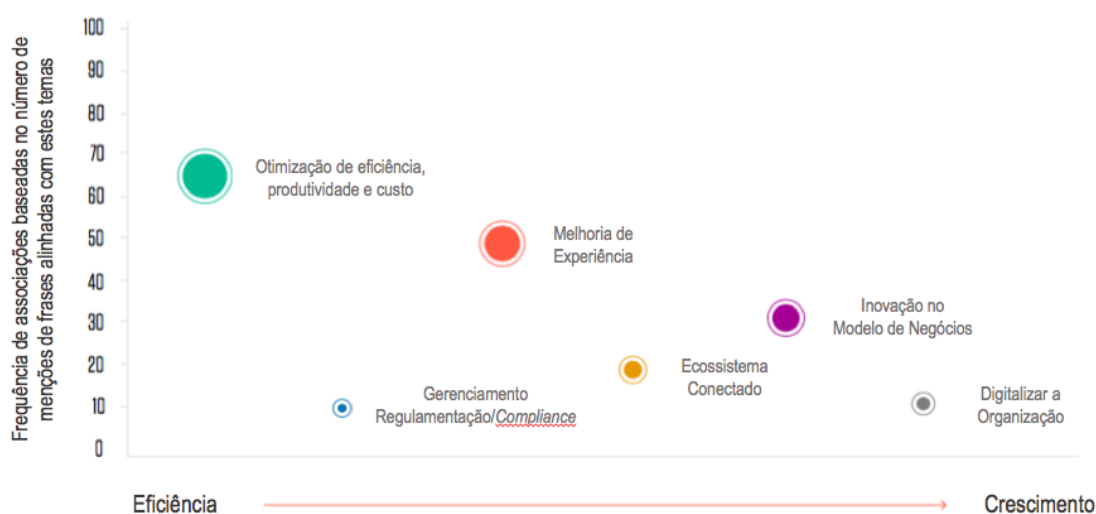 Frequência de associações baseadas no número de
menções de frases alinhadas com estes temas
100
90
80
70
60
50
40
30
20
10
0
Otimização de eficiência,
produtividade e custo
Melhoria de
Experiência
Inovação no
Modelo de Negócios
Ecossistema
Conectado
Gerenciamento
Regulamentação/Compliance
Digitalizar a
Organização
Eficiência
Crescimento